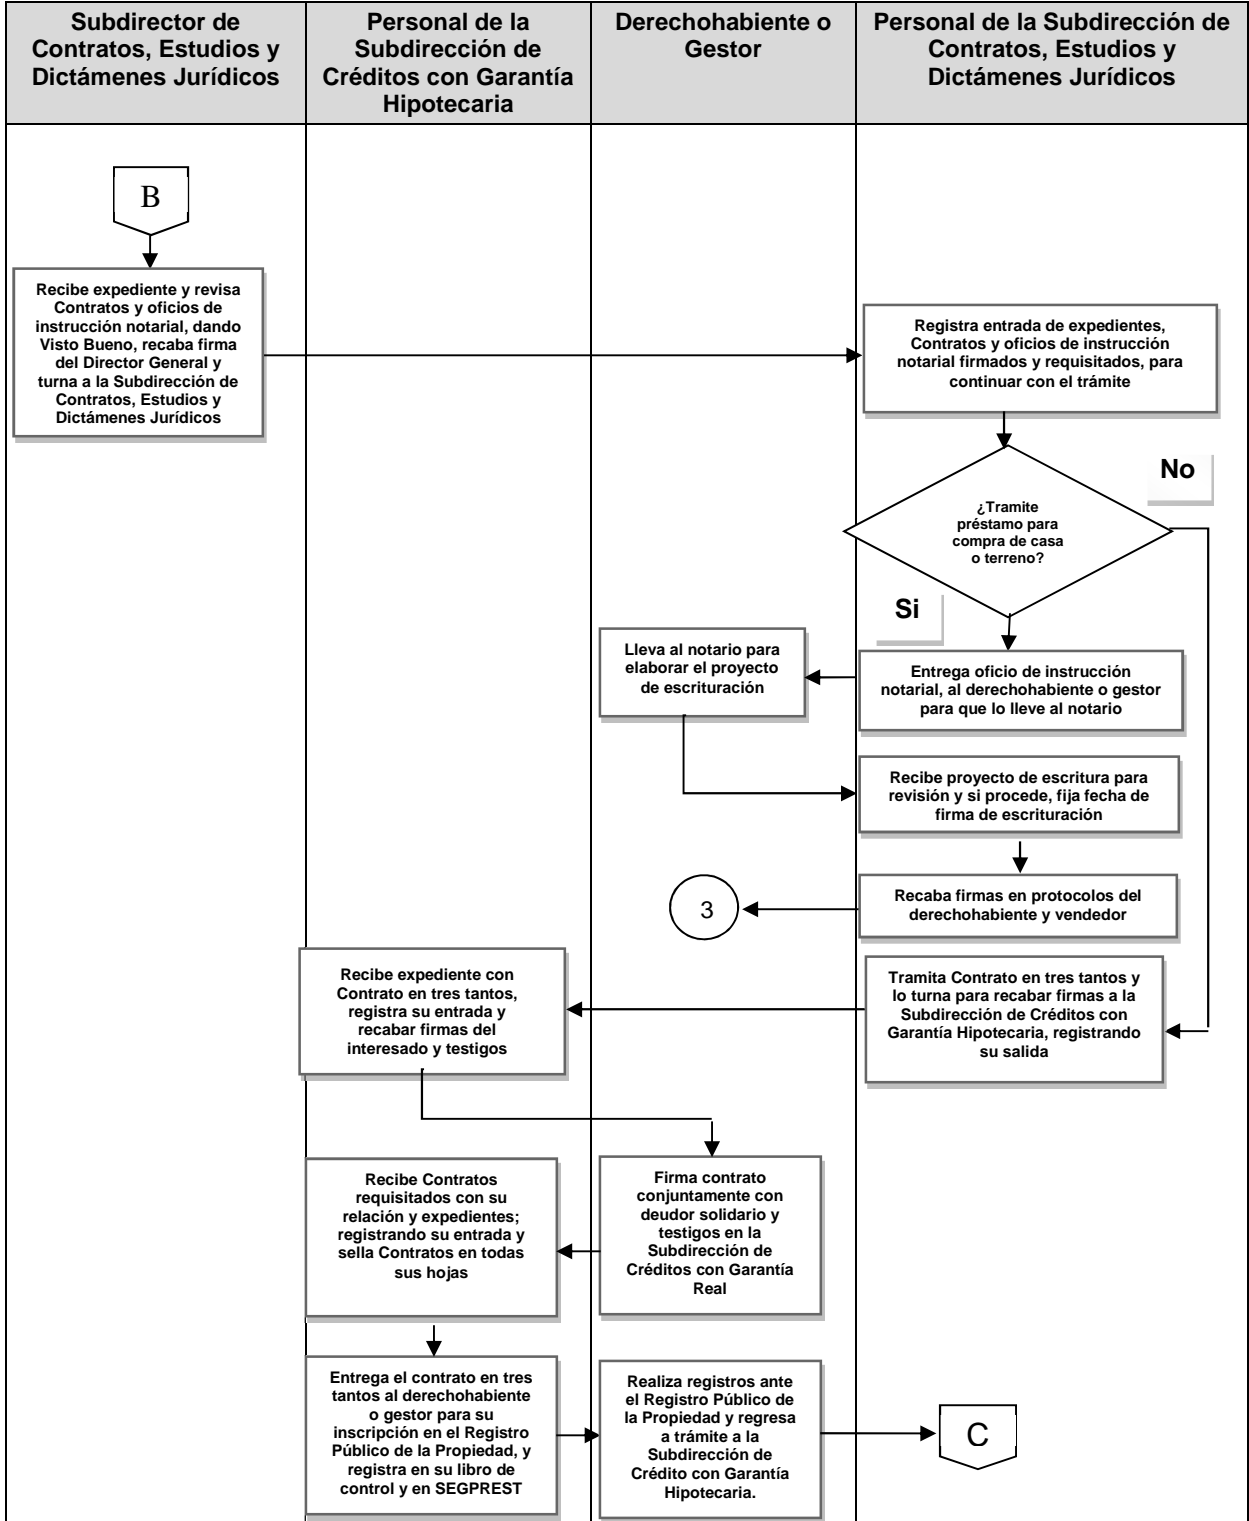 Subdirector de
Contratos, Estudios y
Dictámenes Jurídicos
Personal de la
Subdirección de
Créditos con Garantía
Hipotecaria
Derechohabiente o
Gestor
Personal de la Subdirección de
Contratos, Estudios y
Dictámenes Jurídicos
B
Recibe expediente y revisa
Contratos y oficios de
instrucción notarial, dando
Visto Bueno, recaba firma
del Director General y
turna a la Subdirección de
Contratos, Estudios y
Dictámenes Jurídicos
Registra entrada de expedientes,
Contratos y oficios de instrucción
notarial firmados y requisitados, para
continuar con el trámite
No
¿Tramite
préstamo para
compra de casa
o terreno?
Si
Lleva al notario para
elaborar el proyecto
de escrituración
Entrega oficio de instrucción
notarial, al derechohabiente o gestor
para que lo lleve al notario
Recibe proyecto de escritura para
revisión y si procede, fija fecha de
firma de escrituración
3
Recaba firmas en protocolos del
derechohabiente y vendedor
Recibe expediente con
Contrato en tres tantos,
registra su entrada y
recabar firmas del
interesado y testigos
Tramita Contrato en tres tantos y
lo turna para recabar firmas a la
Subdirección de Créditos con
Garantía Hipotecaria, registrando
su salida
Recibe Contratos
requisitados con su
relación y expedientes;
registrando su entrada y
sella Contratos en todas
sus hojas
Firma contrato
conjuntamente con
deudor solidario y
testigos en la
Subdirección de
Créditos con Garantía
Real
Entrega el contrato en tres
tantos al derechohabiente
o gestor para su
inscripción en el Registro
Público de la Propiedad, y
registra en su libro de
control y en SEGPREST
Realiza registros ante
el Registro Público de
la Propiedad y regresa
a trámite a la
Subdirección de
Crédito con Garantía
Hipotecaria.
C